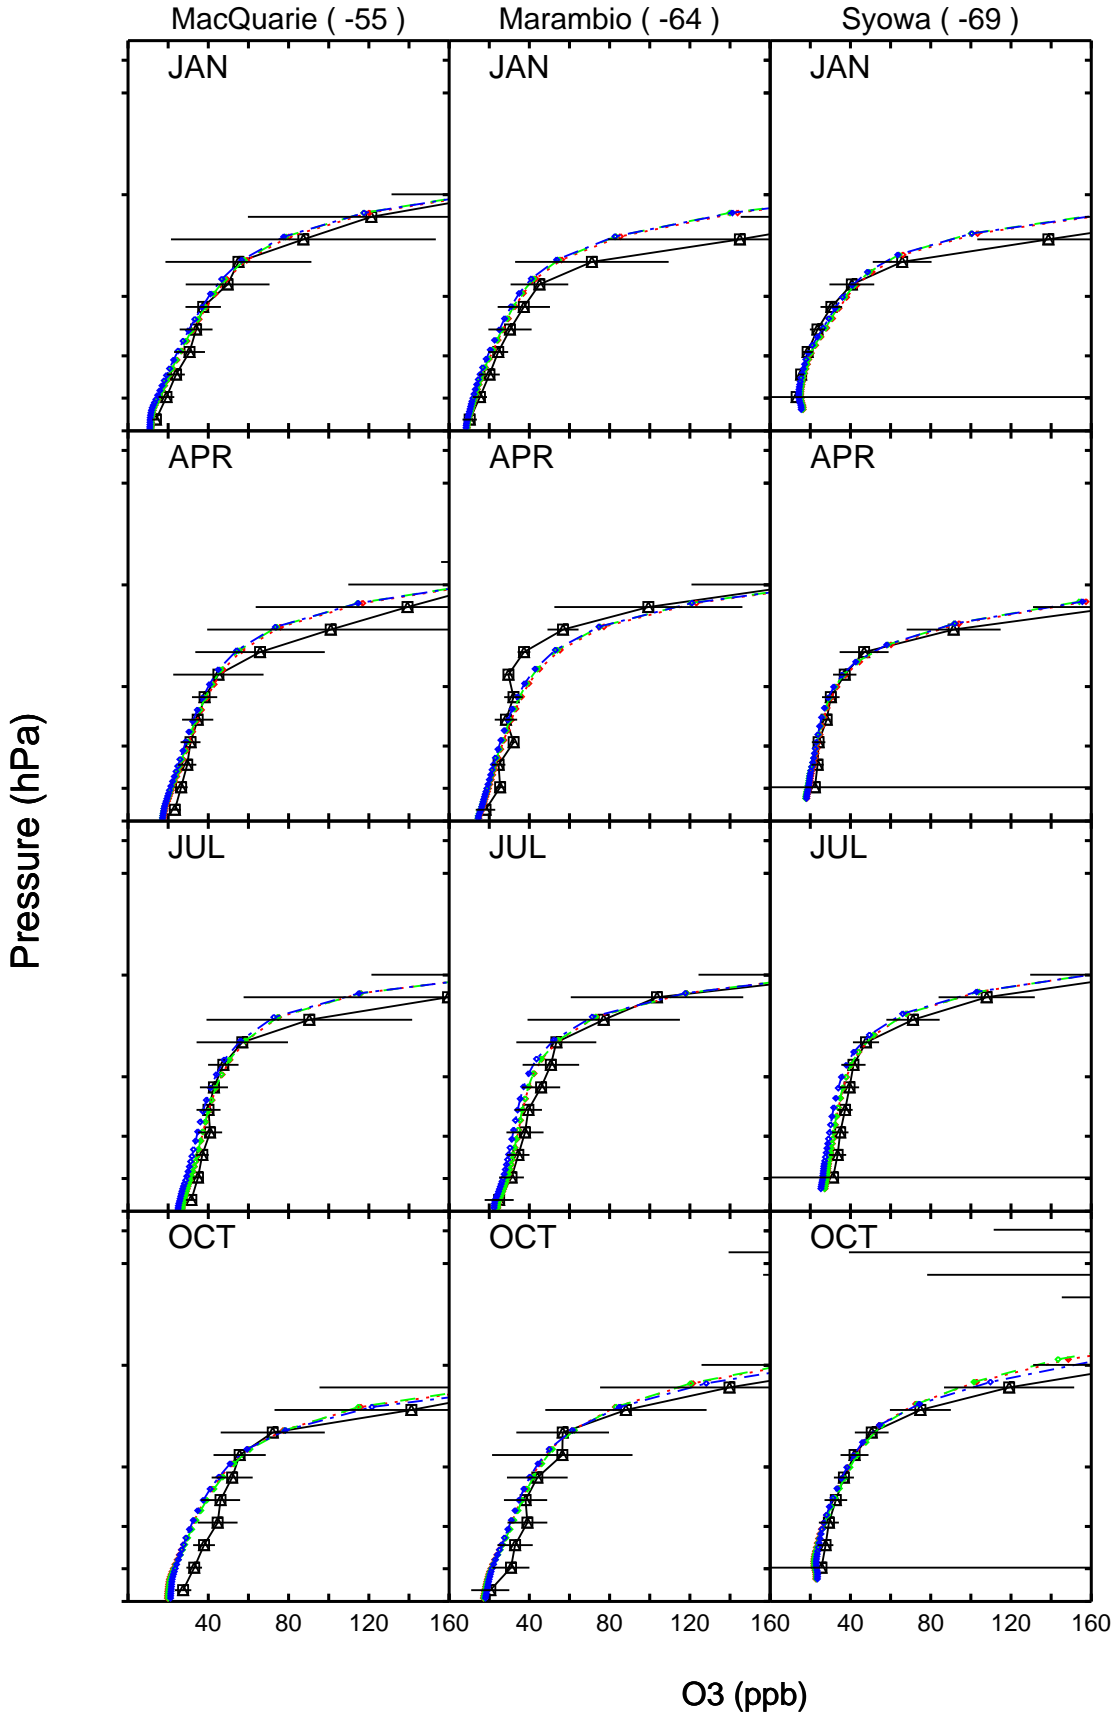 MacQuarie ( -55 ) Marambio ( -64 ) Syowa ( -69 )
JAN JAN JAN
APR APR APR
JUL JUL JUL
OCT OCT OCT
Pressure (hPa)
40 80 120 160 40 80 120 160 40 80 120 160
O3 (ppb)